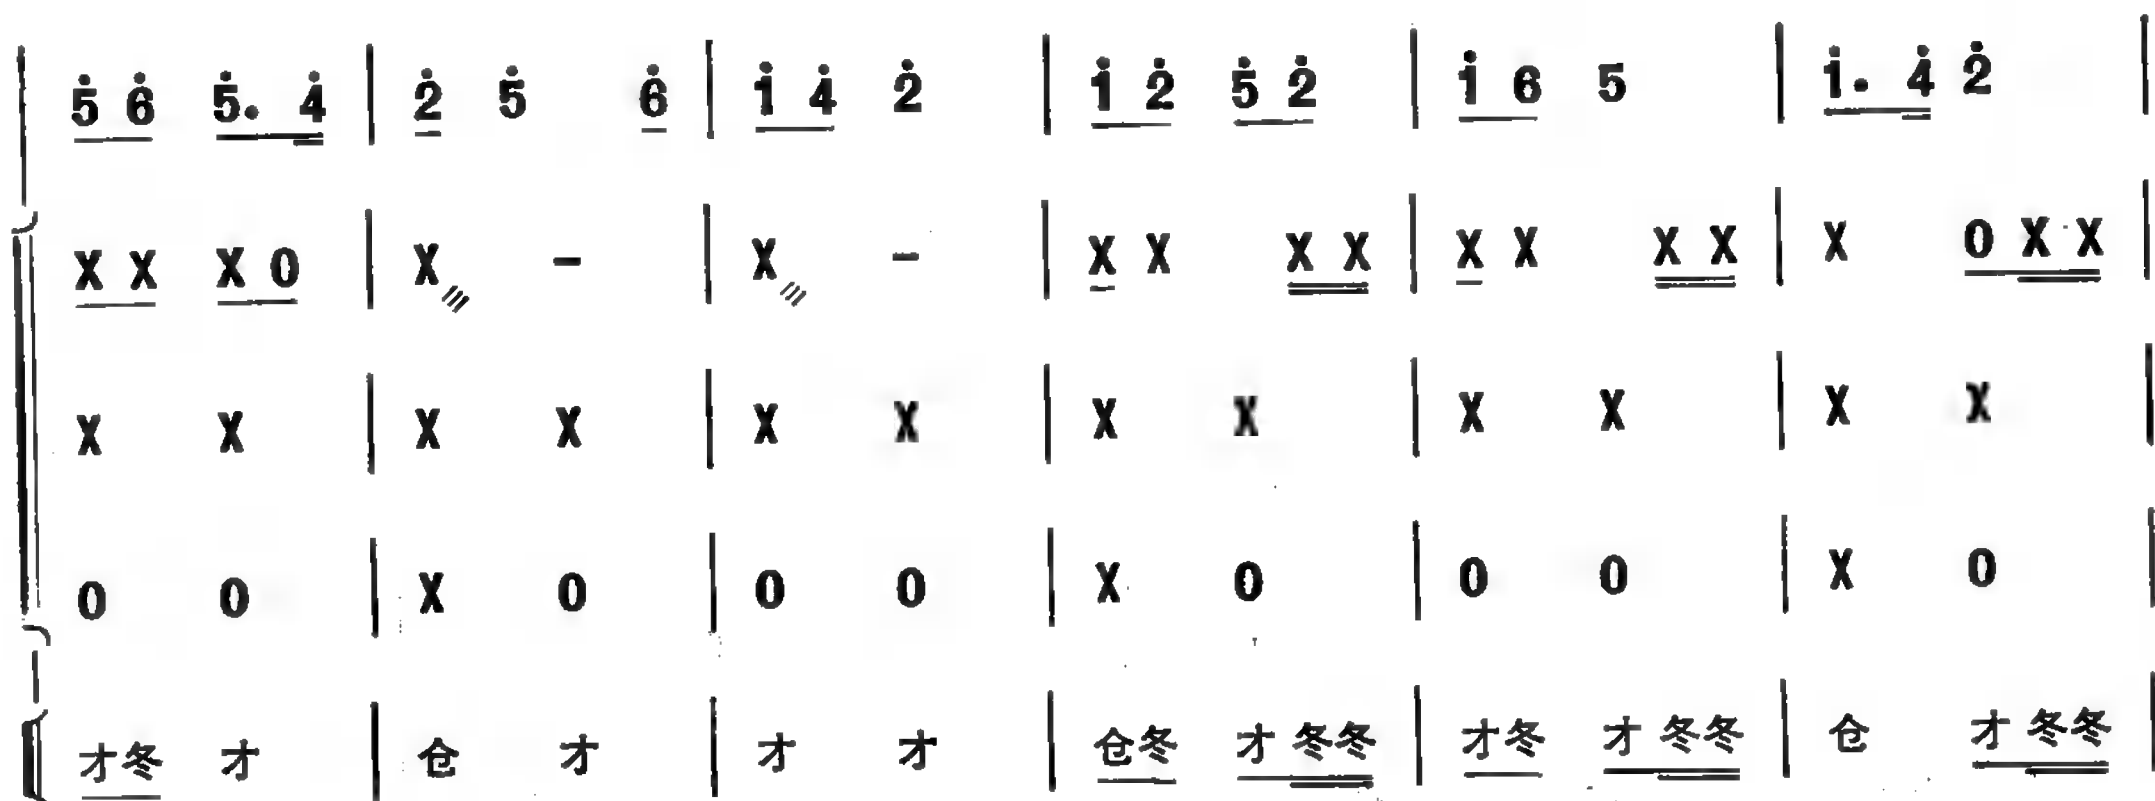 5̇ 6̇ 5̇. 4̇ | 2̇ 5̇ 6̇ | 1̇ 4̇ 2̇ | 1̇ 2̇ 5̇ 2̇ | 1̇ 6 5 | 1̇. 4̇ 2̇ |
X X X 0 | X /// - | X /// - | X X X X | X X X X | X 0 X X |
X X | X X | X X | X X | X X | X X |
0 0 | X 0 | 0 0 | X 0 | 0 0 | X 0 |
才冬 才 | 仓 才 | 才 才 | 仓冬 才 冬冬 | 才冬 才 冬冬 | 仓 才 冬冬 |